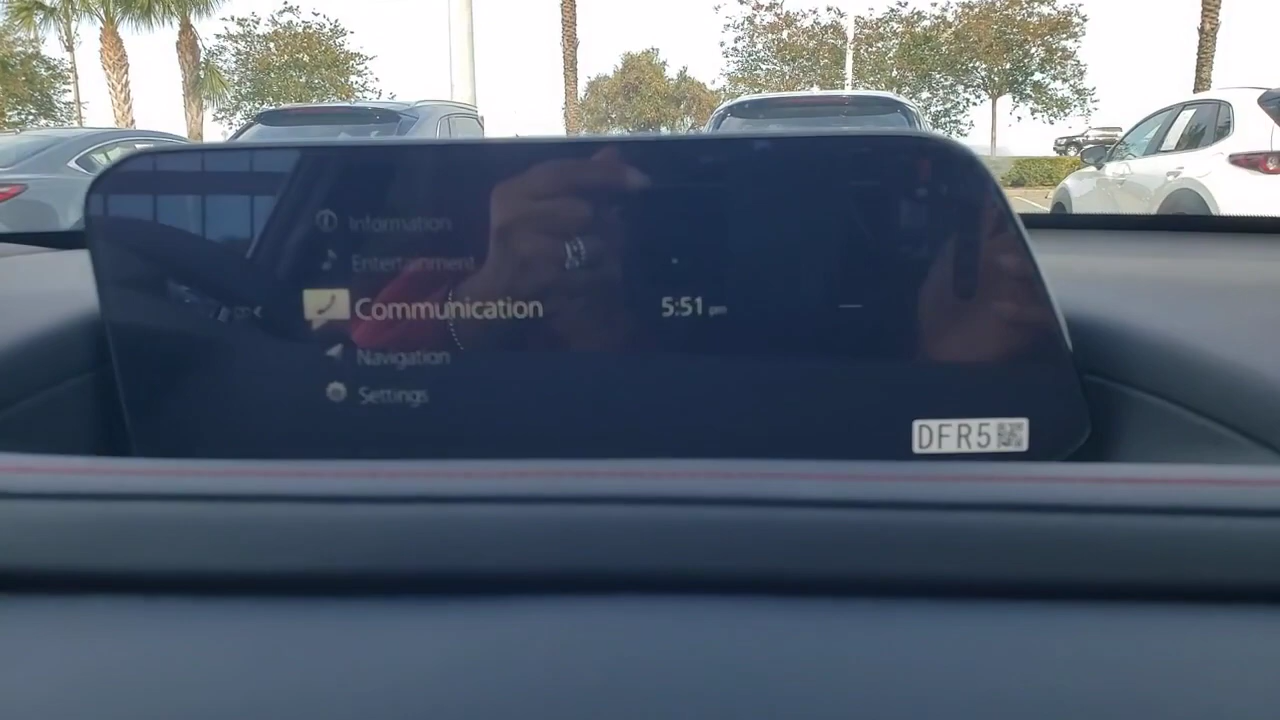 Information
Entertainment
Communication
5:51 pm
Navigation
Settings
DFR5